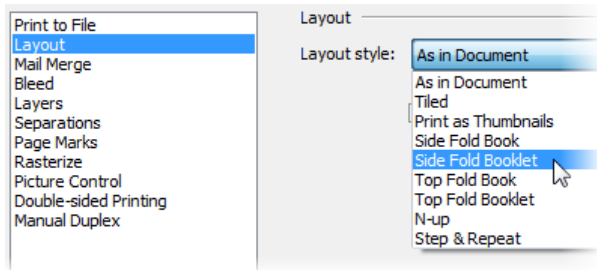 Print to File
Layout
Mail Merge
Bleed
Layers
Separations
Page Marks
Rasterize
Picture Control
Double-sided Printing
Manual Duplex
Layout
Layout style:
As in Document
As in Document
Tiled
Print as Thumbnails
Side Fold Book
Side Fold Booklet
Top Fold Book
Top Fold Booklet
N-up
Step & Repeat